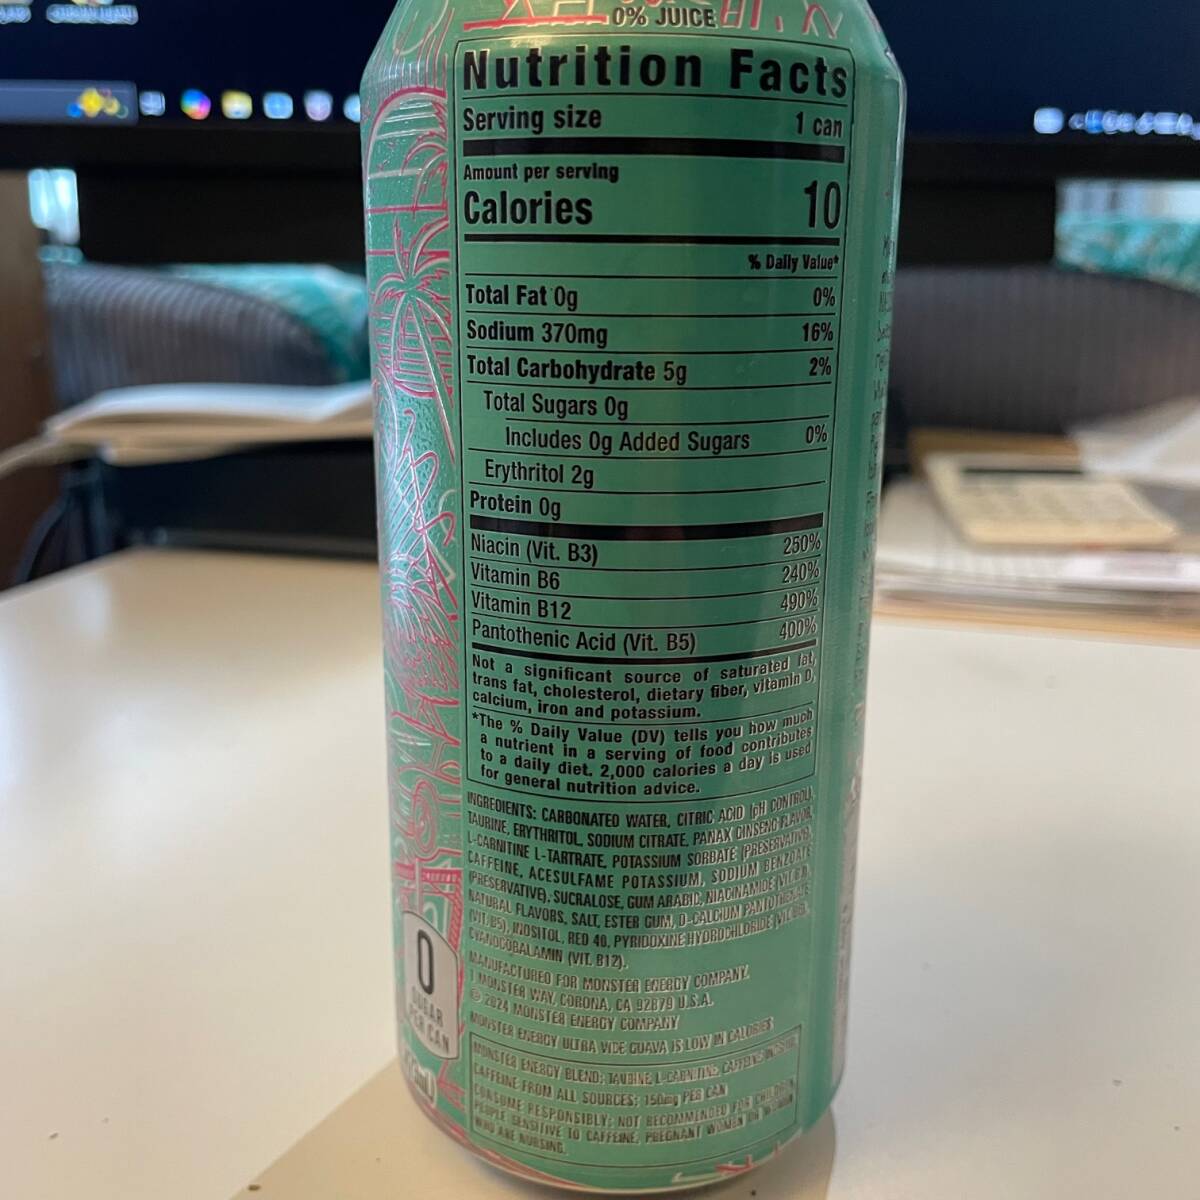 0% JUICE
Nutrition Facts
Serving size 1 can
Amount per serving
Calories 10
% Daily Value*
Total Fat 0g 0%
Sodium 370mg 16%
Total Carbohydrate 5g 2%
Total Sugars 0g
Includes 0g Added Sugars 0%
Erythritol 2g
Protein 0g
Niacin (Vit. B3) 250%
Vitamin B6 240%
Vitamin B12 490%
Pantothenic Acid (Vit. B5) 400%
Not a significant source of saturated fat,
trans fat, cholesterol, dietary fiber, vitamin D,
calcium, iron and potassium.
*The % Daily Value (DV) tells you how much
a nutrient in a serving of food contributes
to a daily diet. 2,000 calories a day is used
for general nutrition advice.
INGREDIENTS: CARBONATED WATER, CITRIC ACID (pH CONTROL),
TAURINE, ERYTHRITOL, SODIUM CITRATE, PANAX GINSENG FLAVOR,
L-CARNITINE L-TARTRATE, POTASSIUM SORBATE (PRESERVATIVE),
CAFFEINE, ACESULFAME POTASSIUM, SODIUM BENZOATE
(PRESERVATIVE), SUCRALOSE, GUM ARABIC, NIACINAMIDE (VIT. B3),
NATURAL FLAVORS, SALT, ESTER GUM, D-CALCIUM PANTOTHENATE
(VIT. B5), INOSITOL, RED 40, PYRIDOXINE HYDROCHLORIDE (VIT. B6),
CYANOCOBALAMIN (VIT. B12).
MANUFACTURED FOR MONSTER ENERGY COMPANY
1 MONSTER WAY, CORONA, CA 92879 U.S.A.
© 2024 MONSTER ENERGY COMPANY
MONSTER ENERGY ULTRA VICE GUAVA IS LOW IN CALORIES
MONSTER ENERGY BLEND: TAURINE, L-CARNITINE, CAFFEINE, INOSITOL
CAFFEINE FROM ALL SOURCES: 150mg PER CAN
CONSUME RESPONSIBLY: NOT RECOMMENDED FOR CHILDREN,
PEOPLE SENSITIVE TO CAFFEINE, PREGNANT WOMEN OR WOMEN
WHO ARE NURSING.
0
SUGAR
PER CAN